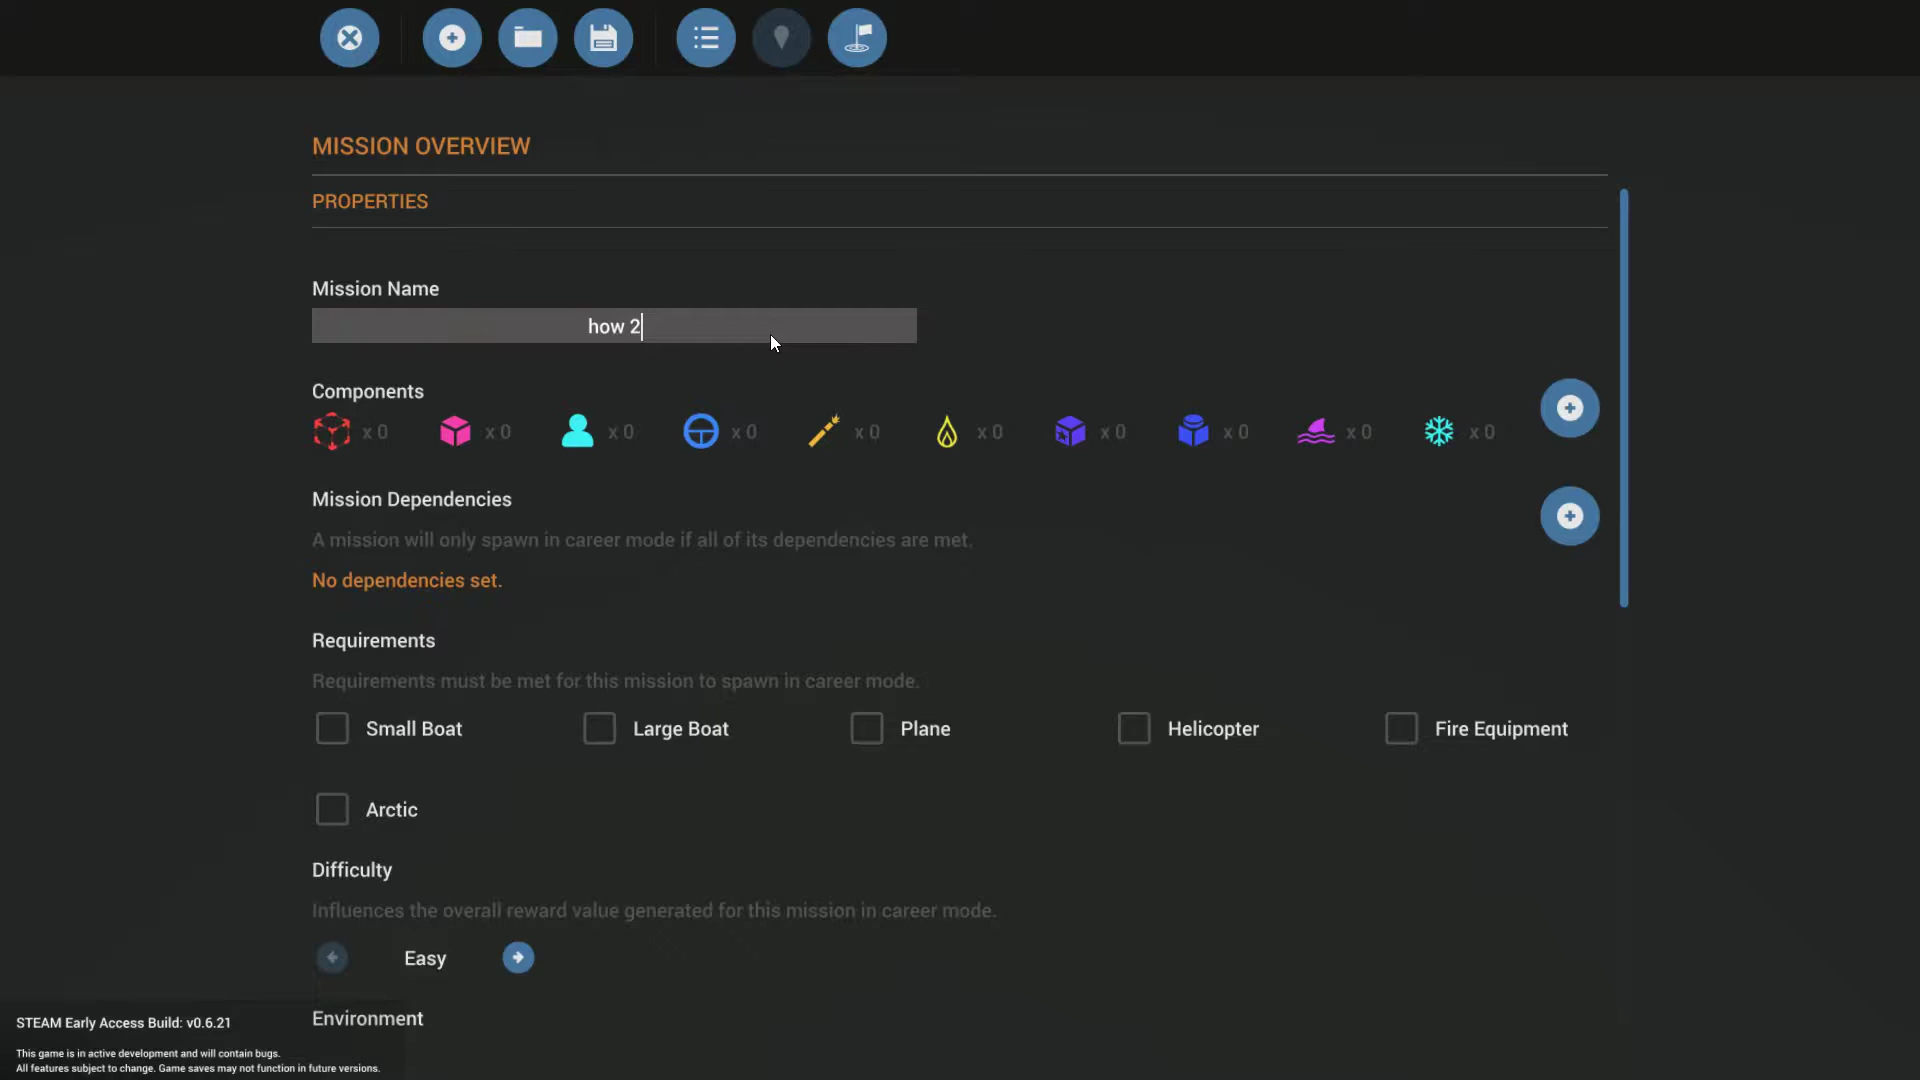 MISSION OVERVIEW
PROPERTIES
Mission Name
how 2
Components
x 0 x 0 x 0 x 0 x 0 x 0 x 0 x 0 x 0 x 0
Mission Dependencies
A mission will only spawn in career mode if all of its dependencies are met.
No dependencies set.
Requirements
Requirements must be met for this mission to spawn in career mode.
Small Boat Large Boat Plane Helicopter Fire Equipment
Arctic
Difficulty
Influences the overall reward value generated for this mission in career mode.
Easy
Environment
STEAM Early Access Build: v0.6.21
This game is in active development and will contain bugs.
All features subject to change. Game saves may not function in future versions.